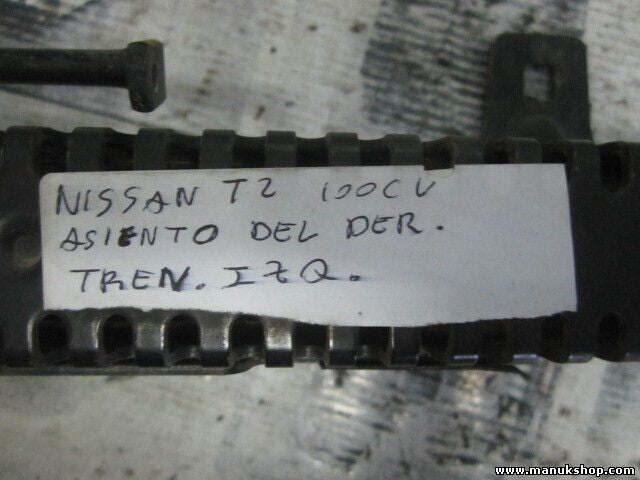 NISSAN T2 100CV
ASIENTO DEL DER.
TREN. IZQ.
www.manukshop.com